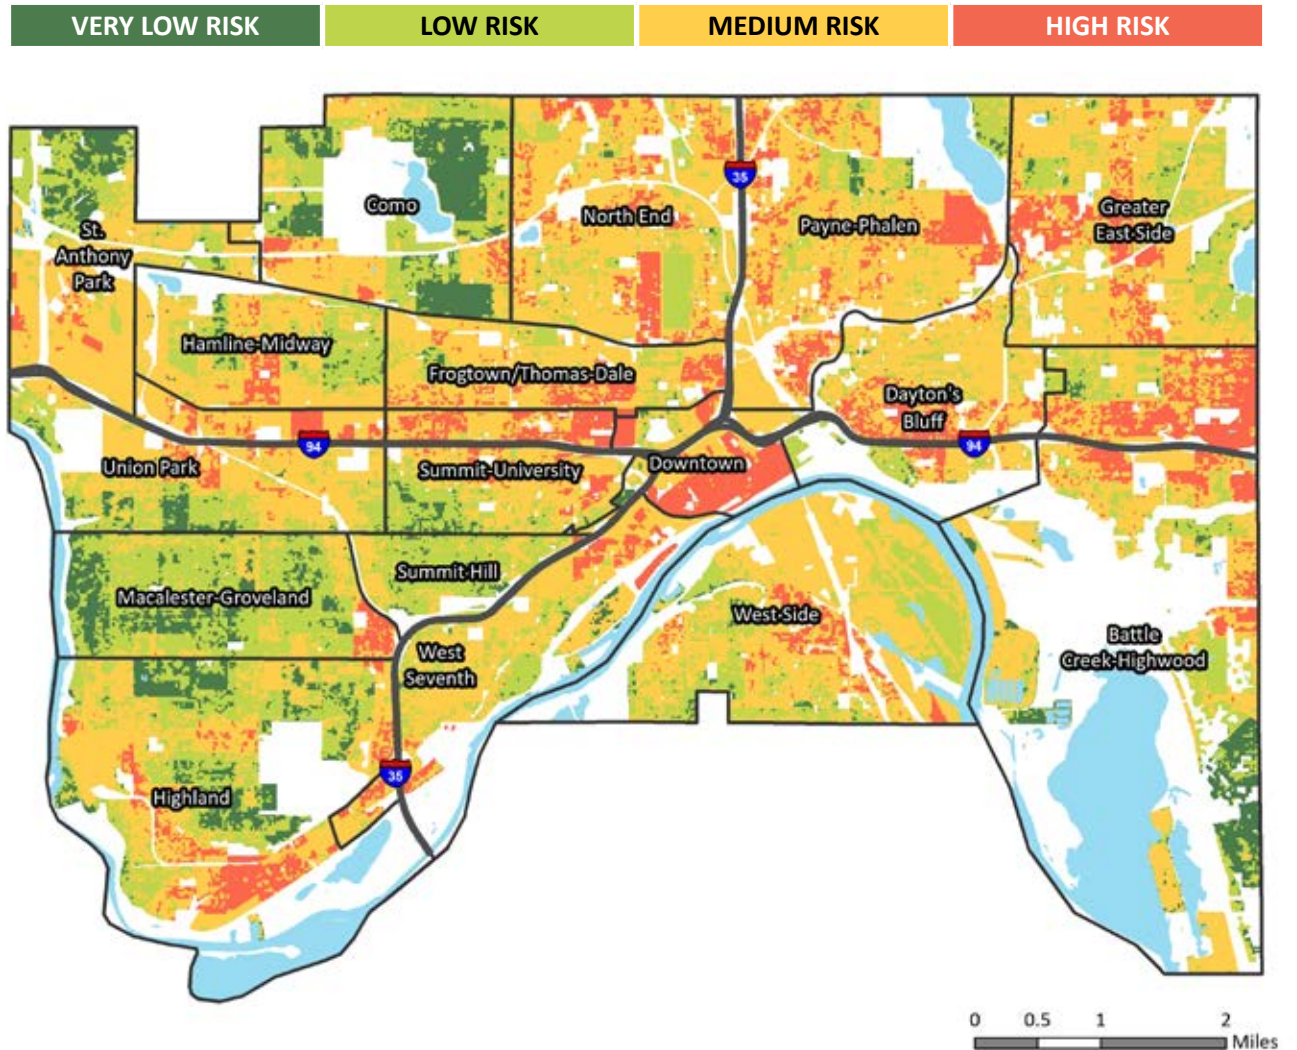 VERY LOW RISK
LOW RISK
MEDIUM RISK
HIGH RISK
35
Como
North End
Payne-Phalen
Greater
East-Side
St.
Anthony
Park
Hamline-Midway
Frogtown/Thomas-Dale
Dayton's
Bluff
94
94
Union Park
Summit-University
Downtown
Summit-Hill
Macalester-Groveland
West-Side
West
Seventh
Battle
Creek-Highwood
35
Highland
0 0.5 1 2
Miles